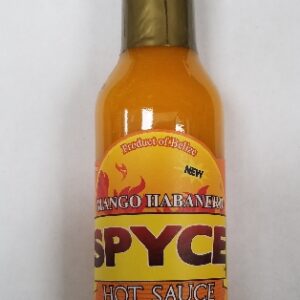 Product of Belize
NEW
MANGO HABANERO
SPYCE
HOT SAUCE